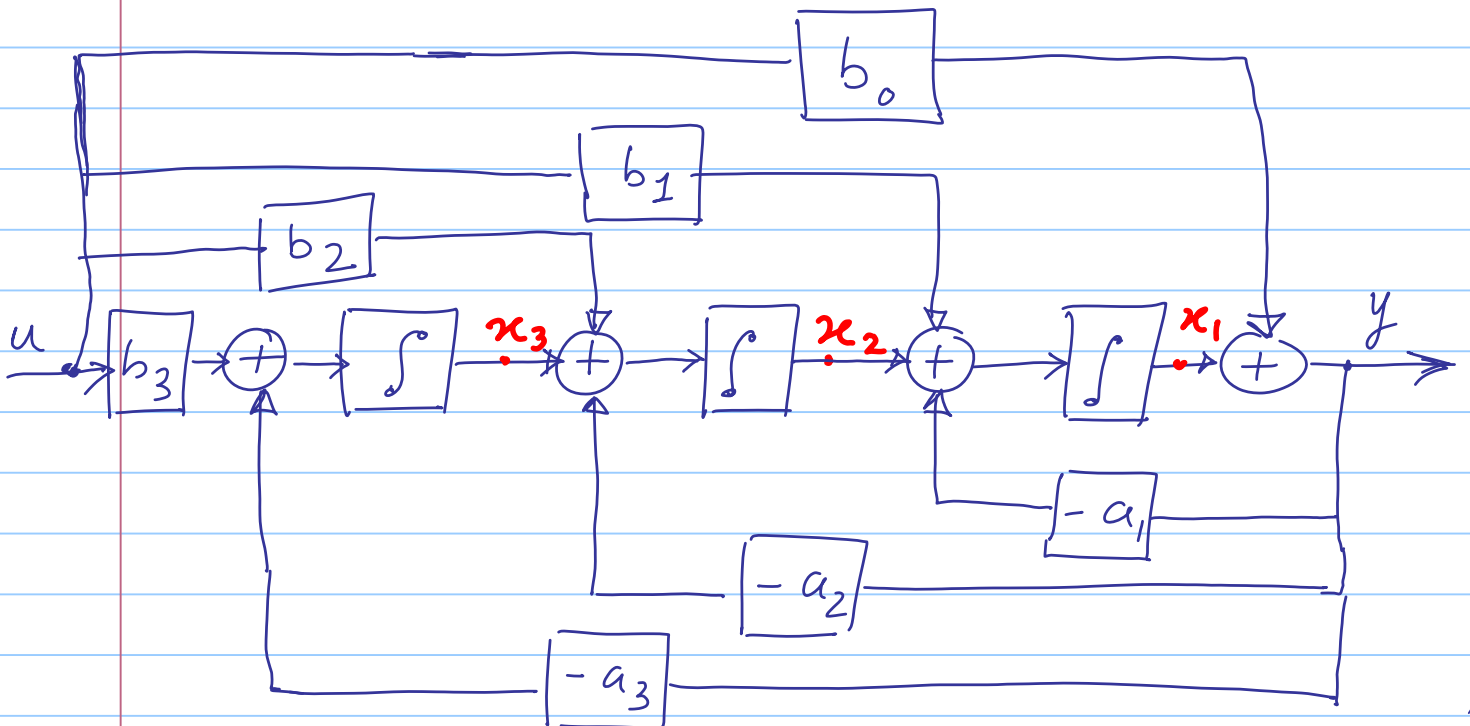 b₀
b₁
b₂
u
b₃
+
∫
x₃
+
∫
x₂
+
∫
x₁
+
y
- a₁
- a₂
- a₃